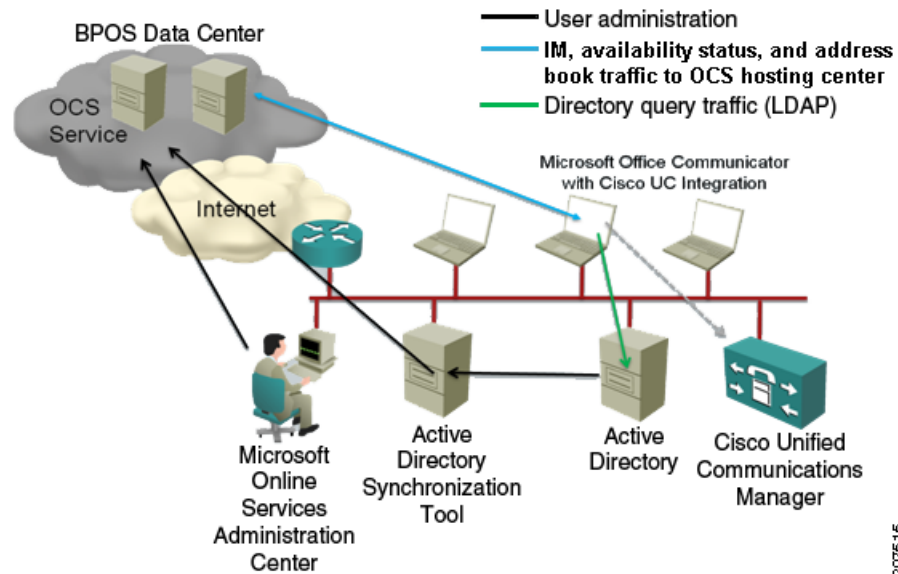 BPOS Data Center
OCS
Service
Internet
User administration
IM, availability status, and address
book traffic to OCS hosting center
Directory query traffic (LDAP)
Microsoft Office Communicator
with Cisco UC Integration
Microsoft
Online
Services
Administration
Center
Active
Directory
Synchronization
Tool
Active
Directory
Cisco Unified
Communications
Manager